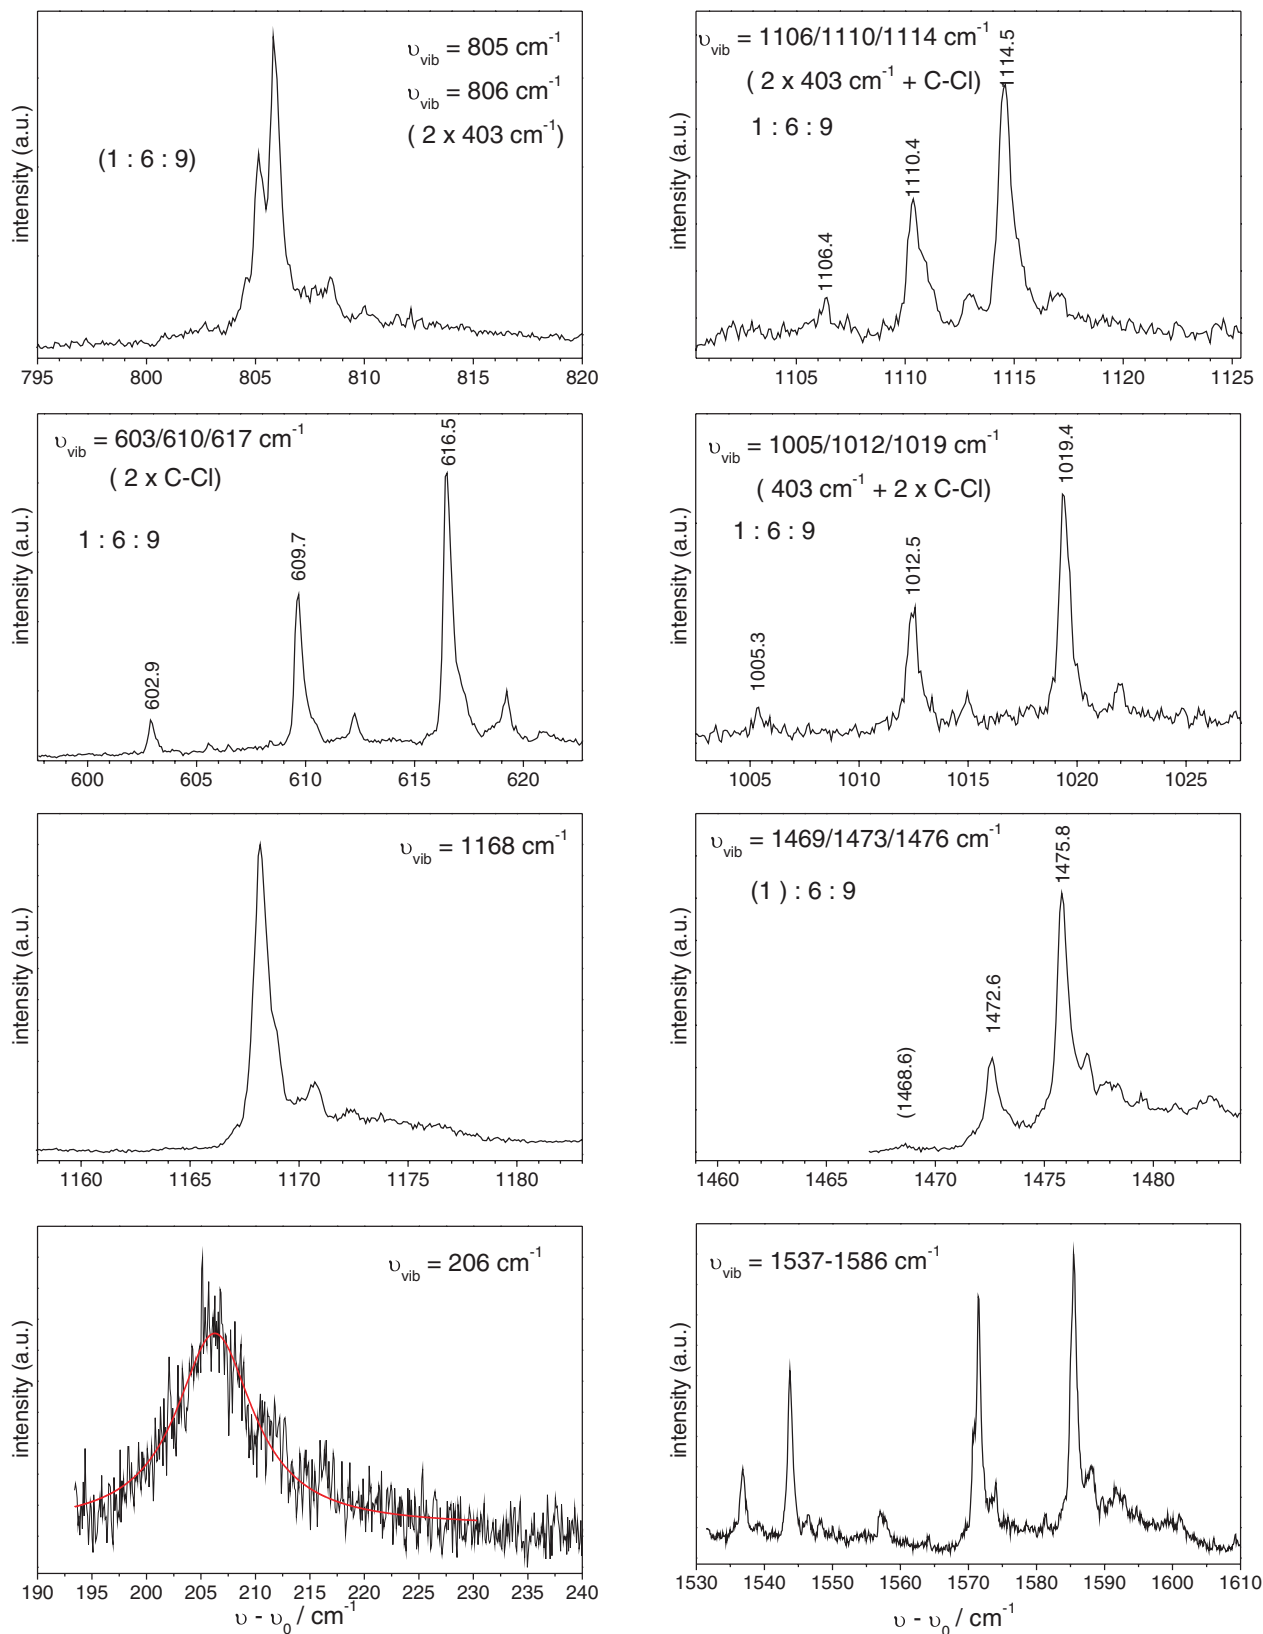 υvib = 805 cm-1
υvib = 806 cm-1
( 2 x 403 cm-1)
(1 : 6 : 9)
intensity (a.u.)
795 800 805 810 815 820
υvib = 1106/1110/1114 cm-1
( 2 x 403 cm-1 + C-Cl)
1 : 6 : 9
1106.4
1110.4
1114.5
intensity (a.u.)
1105 1110 1115 1120 1125
υvib = 603/610/617 cm-1
( 2 x C-Cl)
1 : 6 : 9
602.9
609.7
616.5
intensity (a.u.)
600 605 610 615 620
υvib = 1005/1012/1019 cm-1
( 403 cm-1 + 2 x C-Cl)
1 : 6 : 9
1005.3
1012.5
1019.4
intensity (a.u.)
1005 1010 1015 1020 1025
υvib = 1168 cm-1
intensity (a.u.)
1160 1165 1170 1175 1180
υvib = 1469/1473/1476 cm-1
(1 ) : 6 : 9
(1468.6)
1472.6
1475.8
intensity (a.u.)
1460 1465 1470 1475 1480
υvib = 206 cm-1
intensity (a.u.)
190 195 200 205 210 215 220 225 230 235 240
υ - υ0 / cm-1
υvib = 1537-1586 cm-1
intensity (a.u.)
1530 1540 1550 1560 1570 1580 1590 1600 1610
υ - υ0 / cm-1